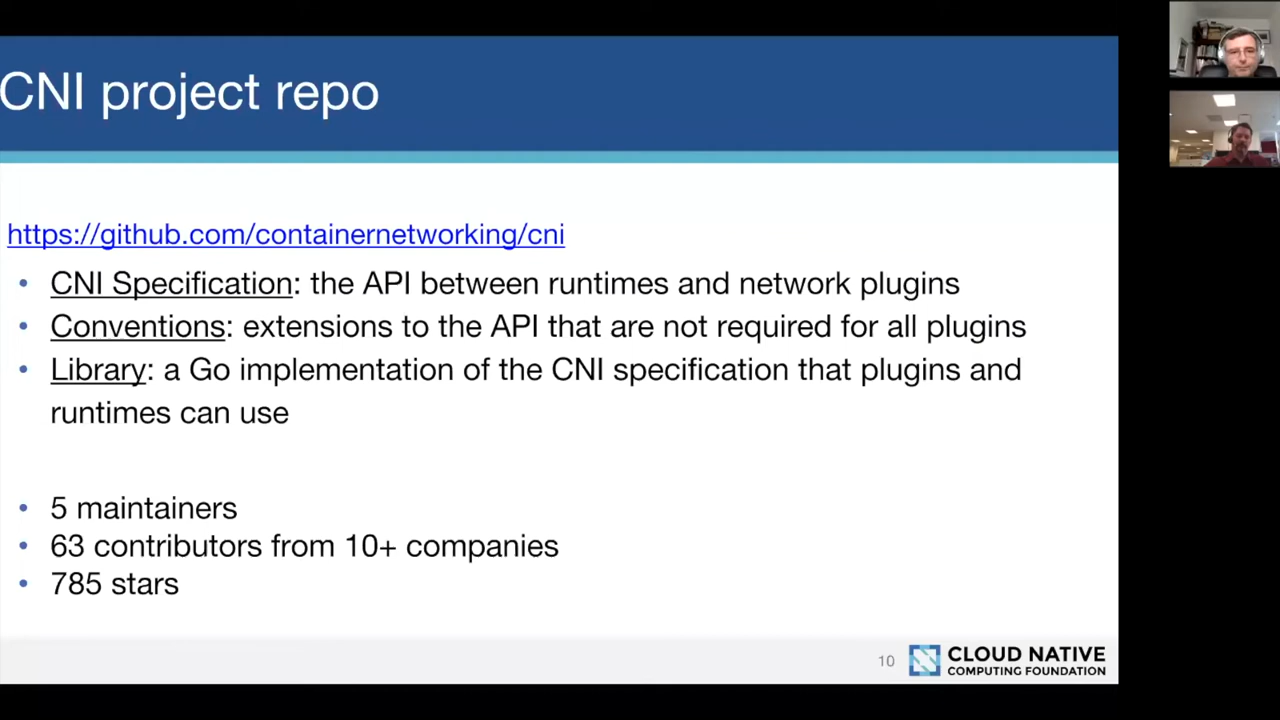 CNI project repo
https://github.com/containernetworking/cni
• CNI Specification: the API between runtimes and network plugins
• Conventions: extensions to the API that are not required for all plugins
• Library: a Go implementation of the CNI specification that plugins and
runtimes can use
• 5 maintainers
• 63 contributors from 10+ companies
• 785 stars
10
CLOUD NATIVE
COMPUTING FOUNDATION